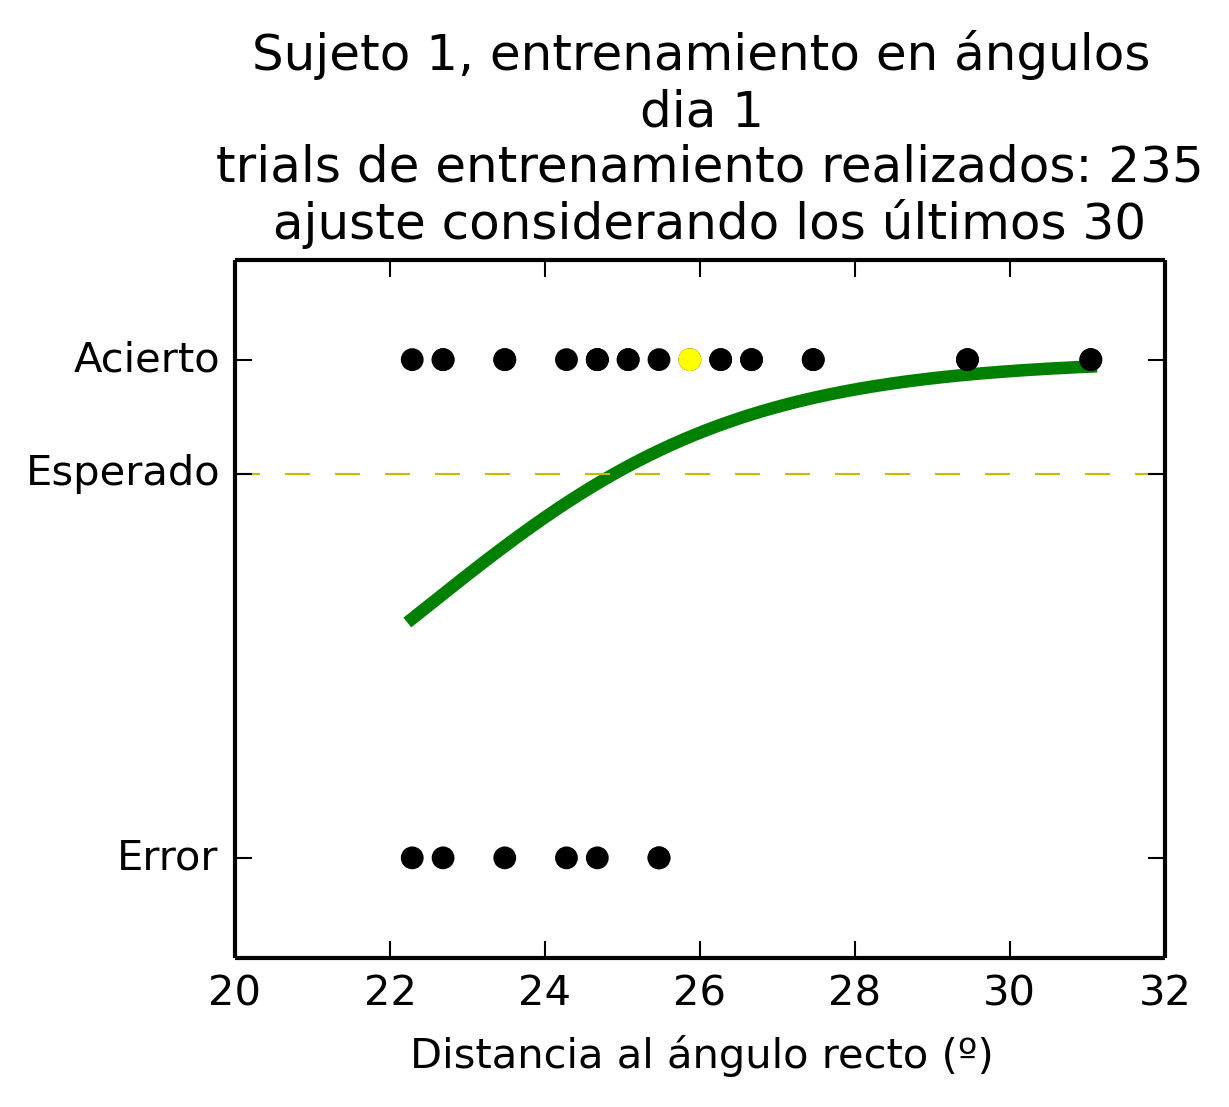 Sujeto 1, entrenamiento en ángulos
dia 1
trials de entrenamiento realizados: 235
ajuste considerando los últimos 30
Acierto
Esperado
Error
20 22 24 26 28 30 32
Distancia al ángulo recto (º)